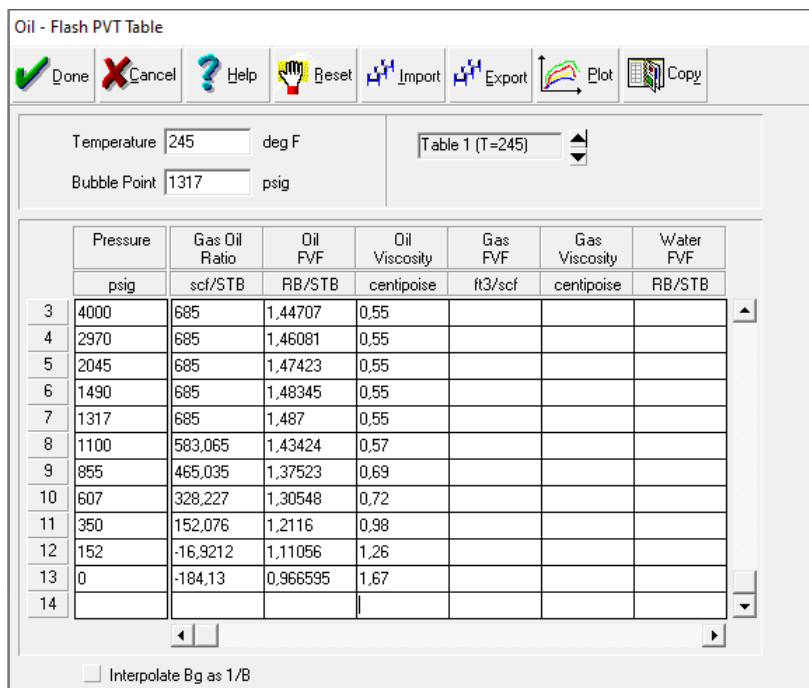 Oil - Flash PVT Table
Done Cancel Help Reset Import Export Plot Copy
Temperature 245 deg F Table 1 (T=245)
Bubble Point 1317 psig
Pressure Gas Oil Ratio Oil FVF Oil Viscosity Gas FVF Gas Viscosity Water FVF
psig scf/STB RB/STB centipoise ft3/scf centipoise RB/STB
3 4000 685 1,44707 0,55
4 2970 685 1,46081 0,55
5 2045 685 1,47423 0,55
6 1490 685 1,48345 0,55
7 1317 685 1,487 0,55
8 1100 583,065 1,43424 0,57
9 855 465,035 1,37523 0,69
10 607 328,227 1,30548 0,72
11 350 152,076 1,2116 0,98
12 152 -16,9212 1,11056 1,26
13 0 -184,13 0,966595 1,67
14
Interpolate Bg as 1/B